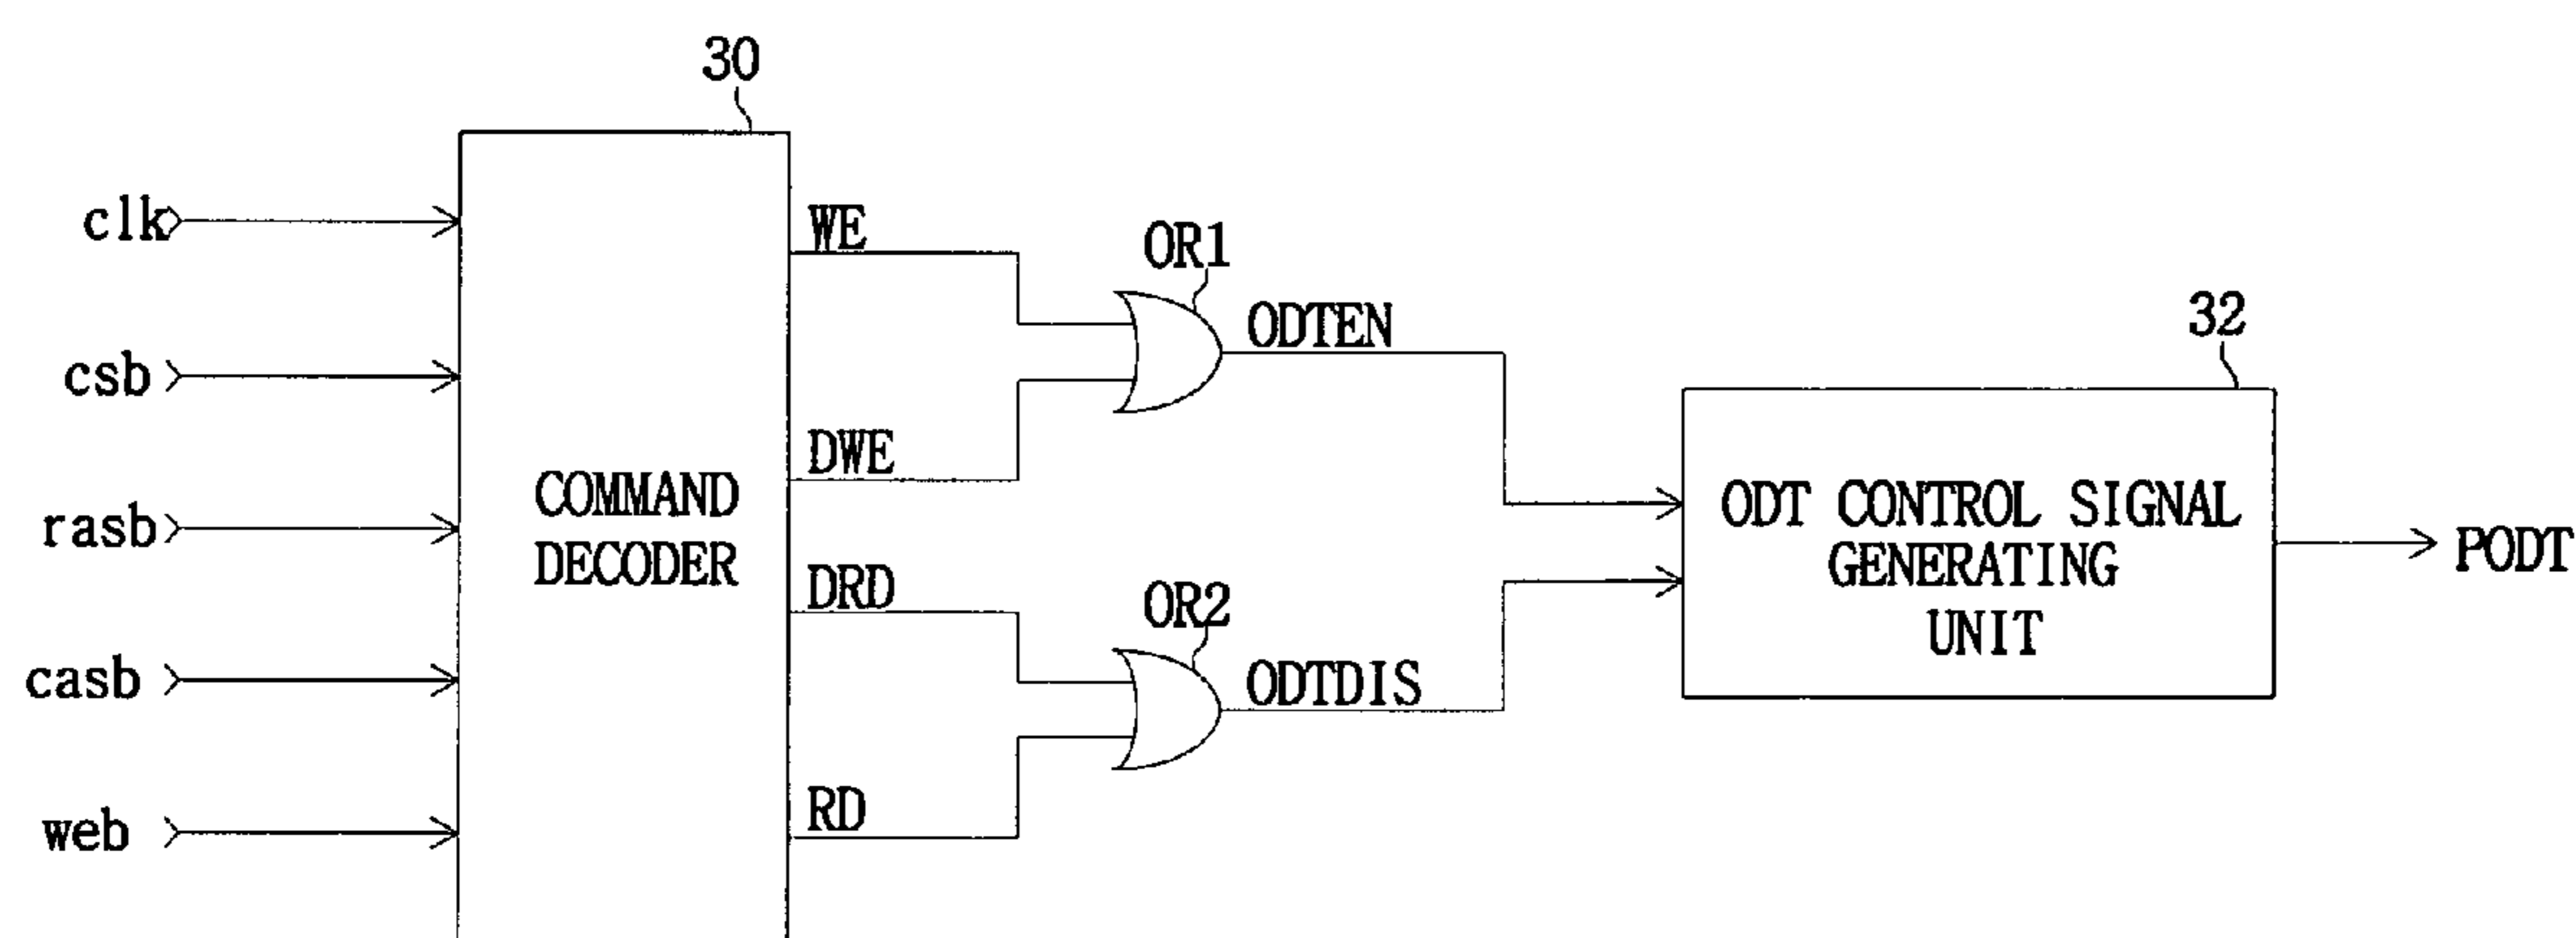 30
clk
csb
rasb
casb
web
COMMAND
DECODER
WE
DWE
DRD
RD
OR1
OR2
ODTEN
ODTDIS
32
ODT CONTROL SIGNAL
GENERATING
UNIT
PODT